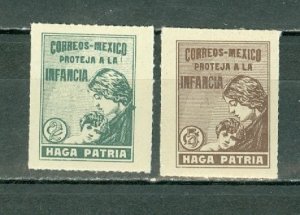 CORREOS-MEXICO
PROTEJA A LA
INFANCIA
HAGA PATRIA
CORREOS-MEXICO
PROTEJA A LA
INFANCIA
HAGA PATRIA